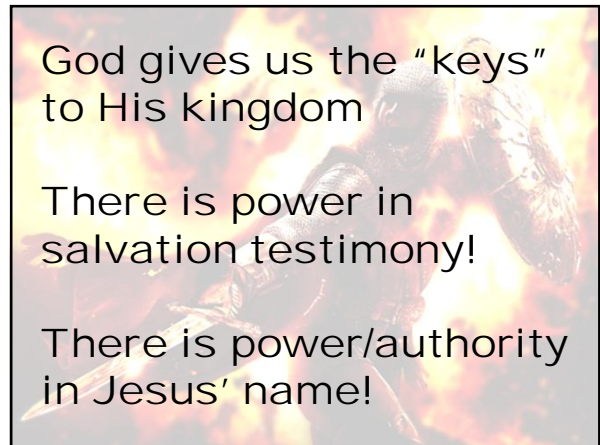 God gives us the “keys”
to His kingdom
There is power in
salvation testimony!
There is power/authority
in Jesus’ name!